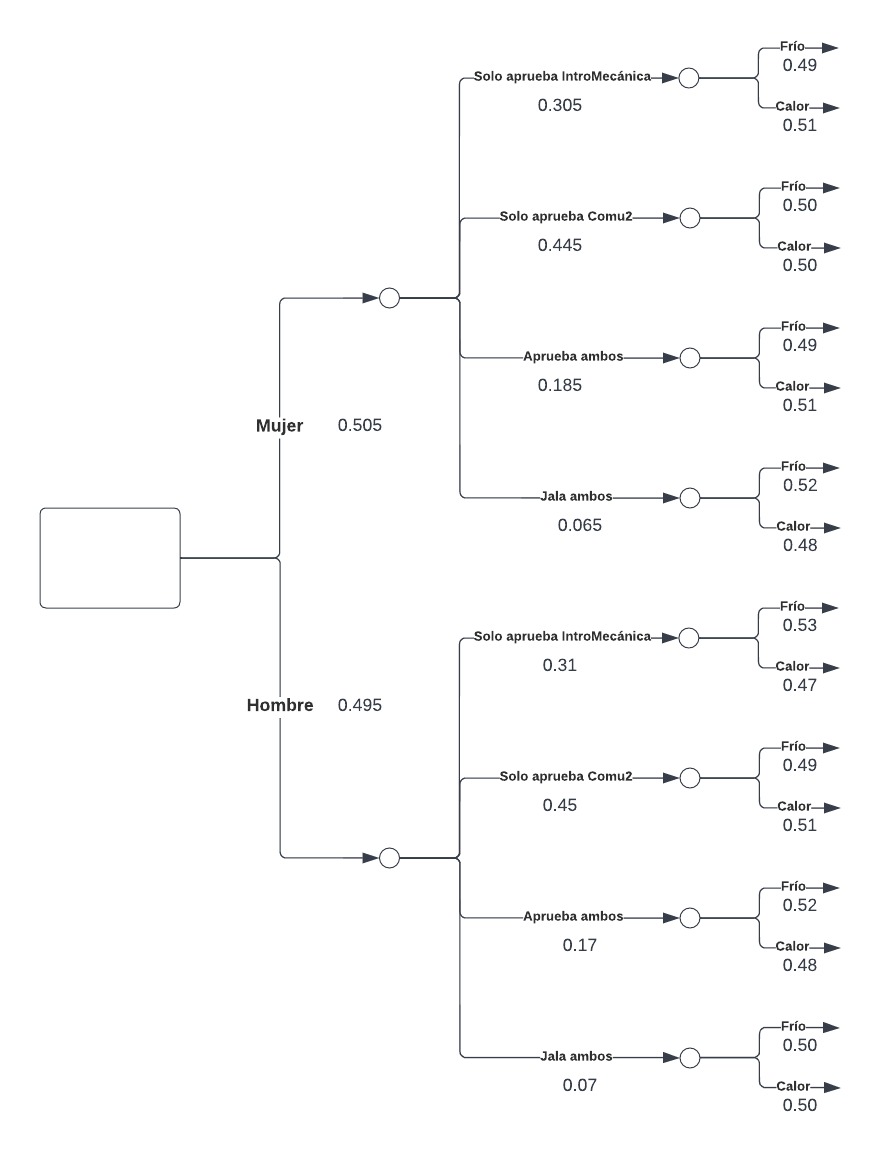 Frío
0.49
Solo aprueba IntroMecánica
0.305
Calor
0.51
Frío
0.50
Solo aprueba Comu2
0.445
Calor
0.50
Frío
0.49
Aprueba ambos
0.185
Calor
0.51
Mujer 0.505
Frío
0.52
Jala ambos
0.065
Calor
0.48
Frío
0.53
Solo aprueba IntroMecánica
0.31
Calor
0.47
Hombre 0.495
Frío
0.49
Solo aprueba Comu2
0.45
Calor
0.51
Frío
0.52
Aprueba ambos
0.17
Calor
0.48
Frío
0.50
Jala ambos
0.07
Calor
0.50